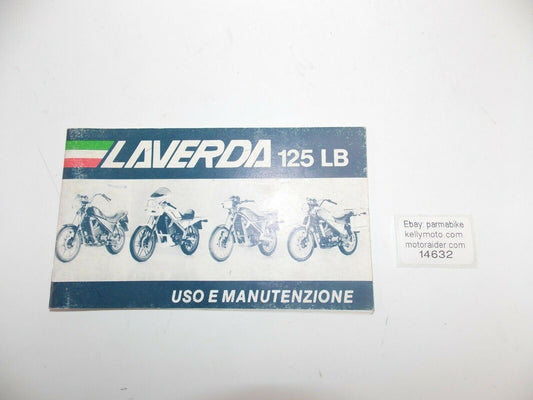 LAVERDA 125 LB
USO E MANUTENZIONE
Ebay: parmabike
kellymoto.com
motoraider.com
14632